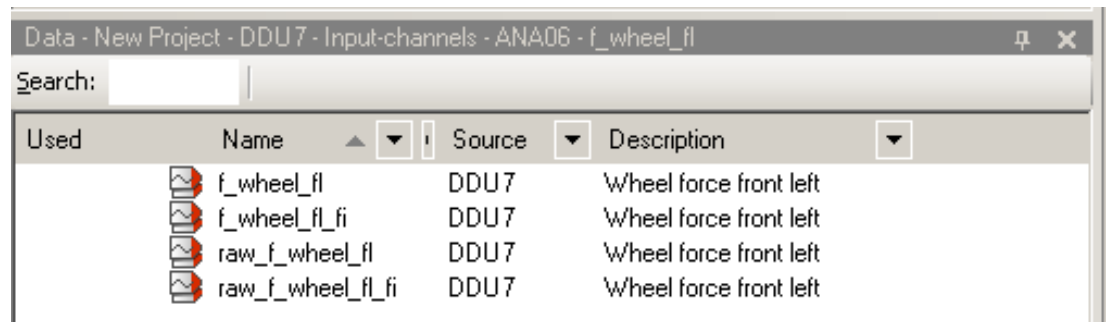 Data - New Project - DDU7 - Input-channels - ANA06 - f_wheel_fl
Search:
Used Name Source Description
f_wheel_fl DDU7 Wheel force front left
f_wheel_fl_fi DDU7 Wheel force front left
raw_f_wheel_fl DDU7 Wheel force front left
raw_f_wheel_fl_fi DDU7 Wheel force front left